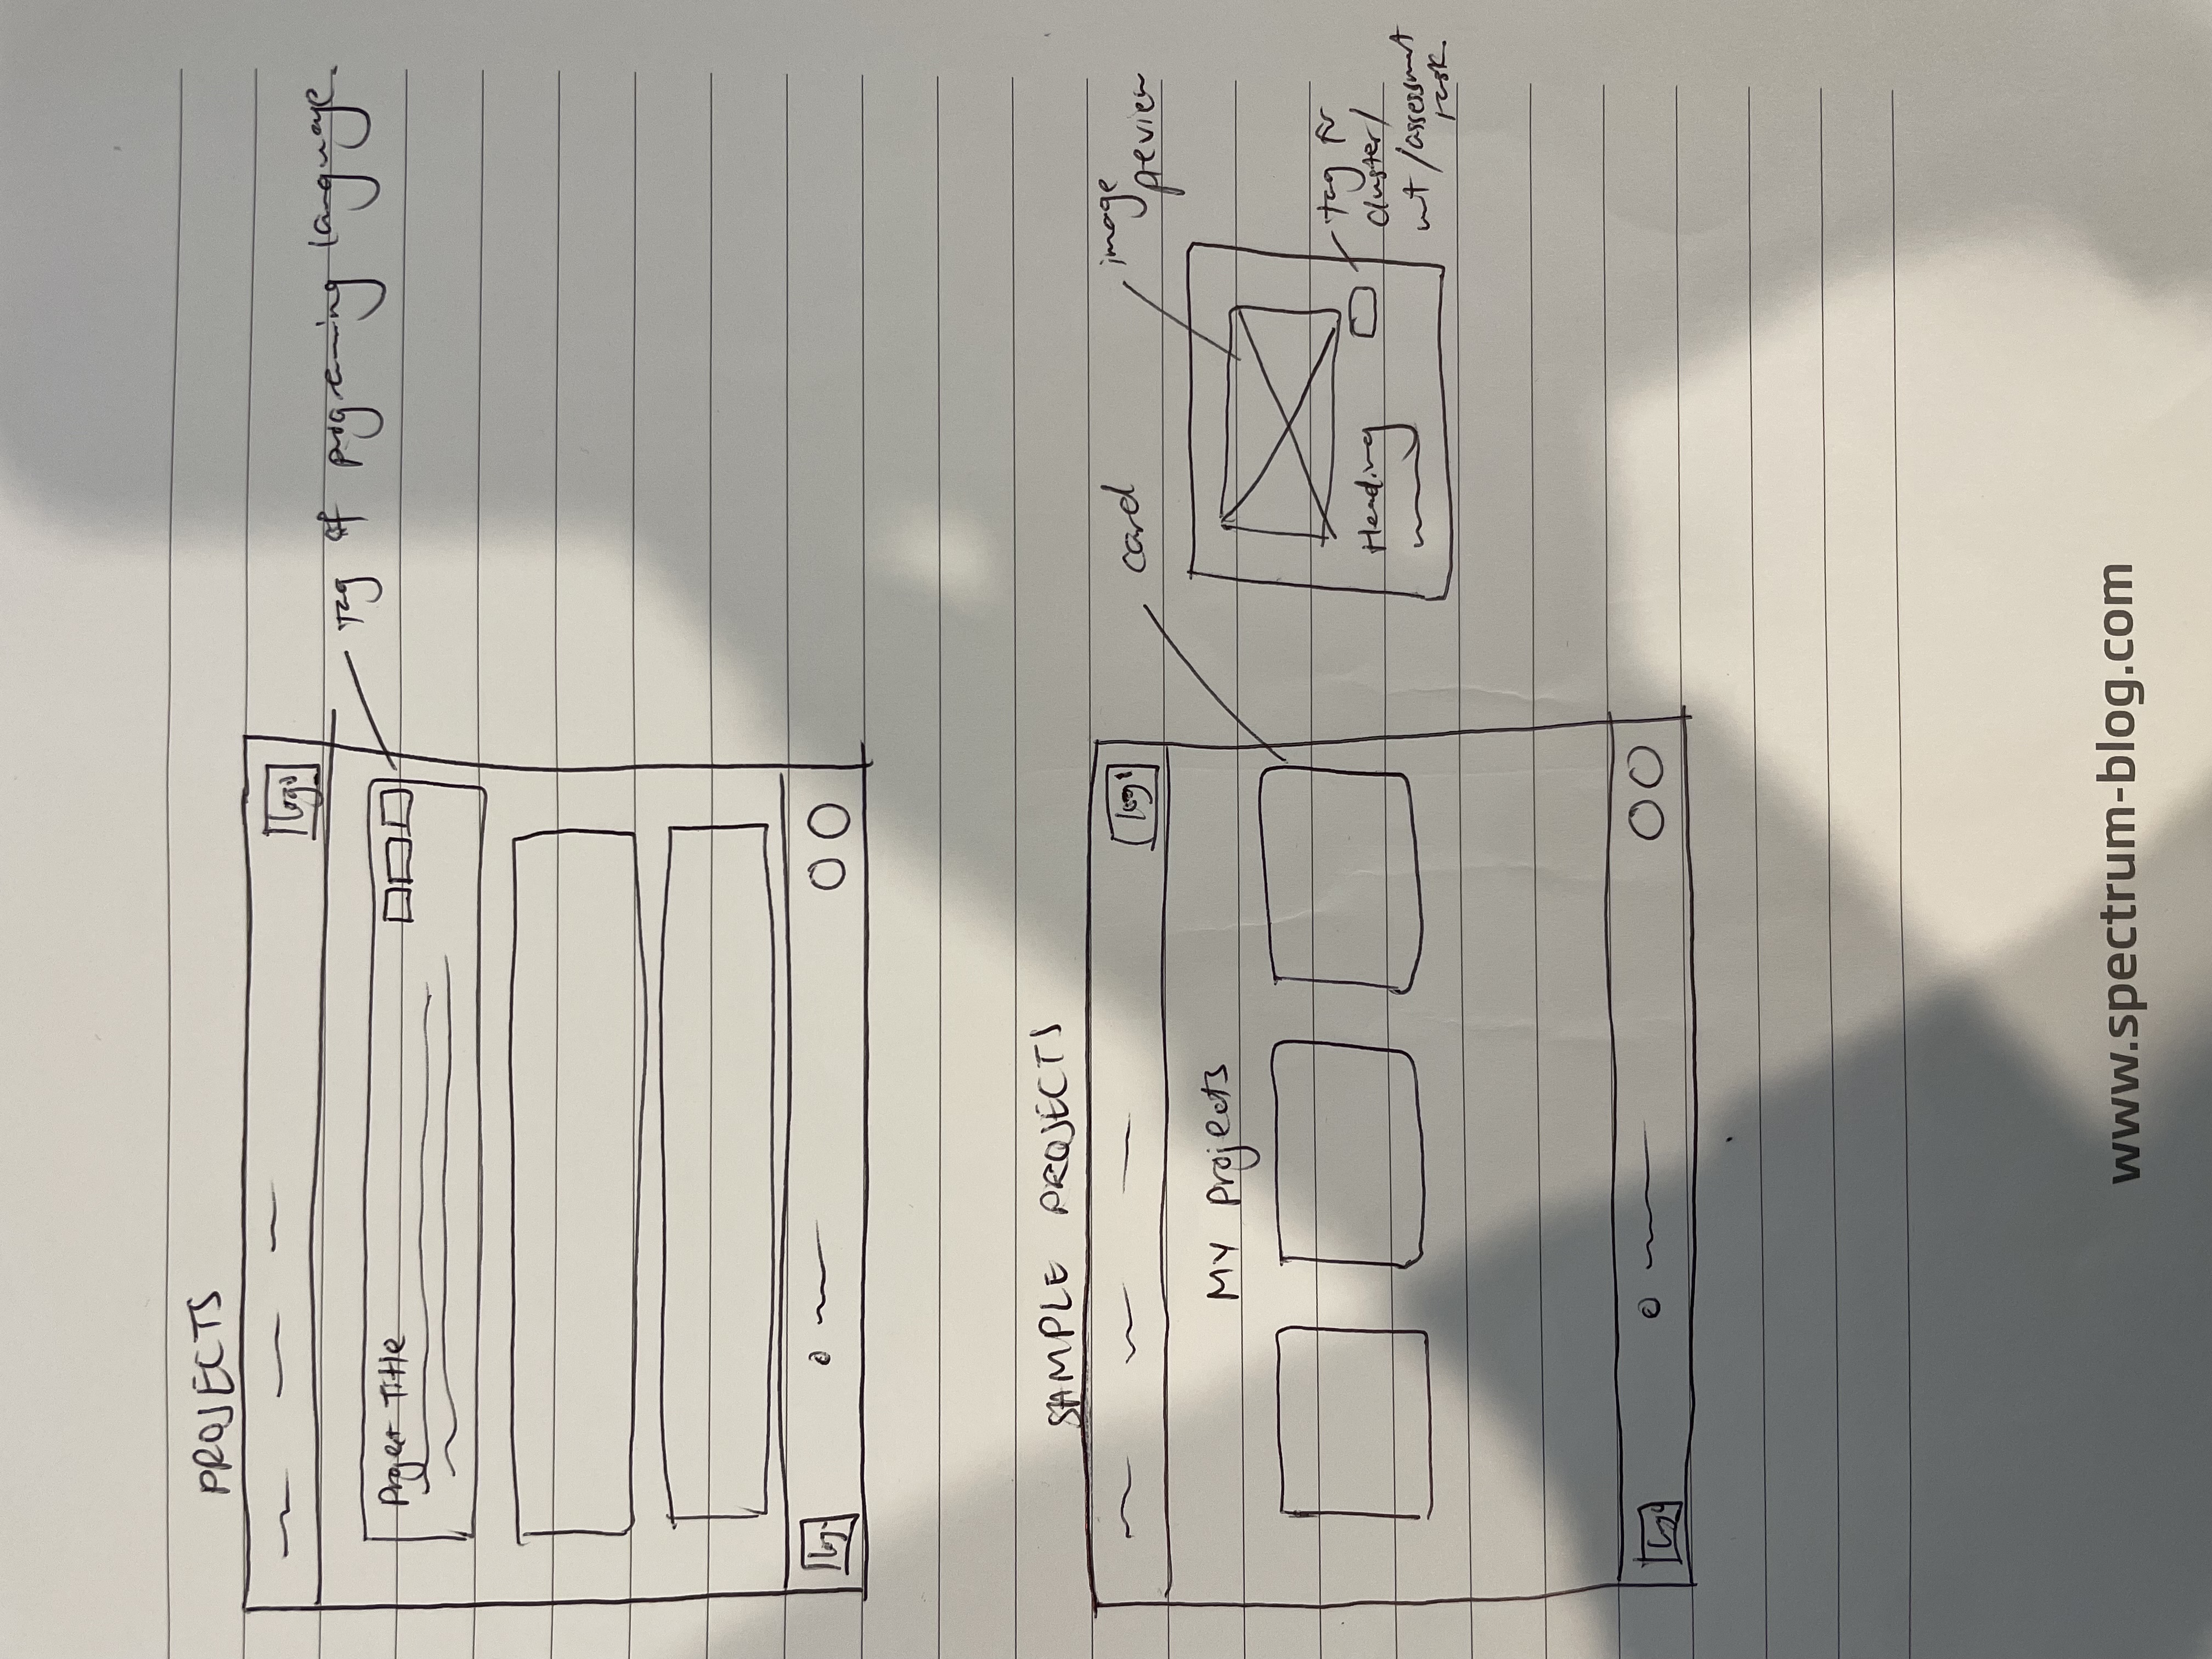 PROJECTS
logo
Tag of programing language.
Project Title
logo
SAMPLE PROJECTS
logo
card
image
preview
My Projects
Heading
tag for
cluster/
unit /assessment
task
logo
www.spectrum-blog.com